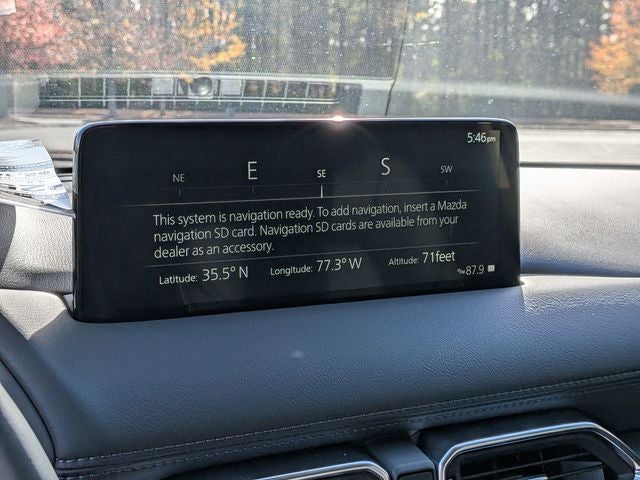 5:46pm
NE E SE S SW
This system is navigation ready. To add navigation, insert a Mazda
navigation SD card. Navigation SD cards are available from your
dealer as an accessory.
Latitude: 35.5° N Longitude: 77.3° W Altitude: 71feet
87.9